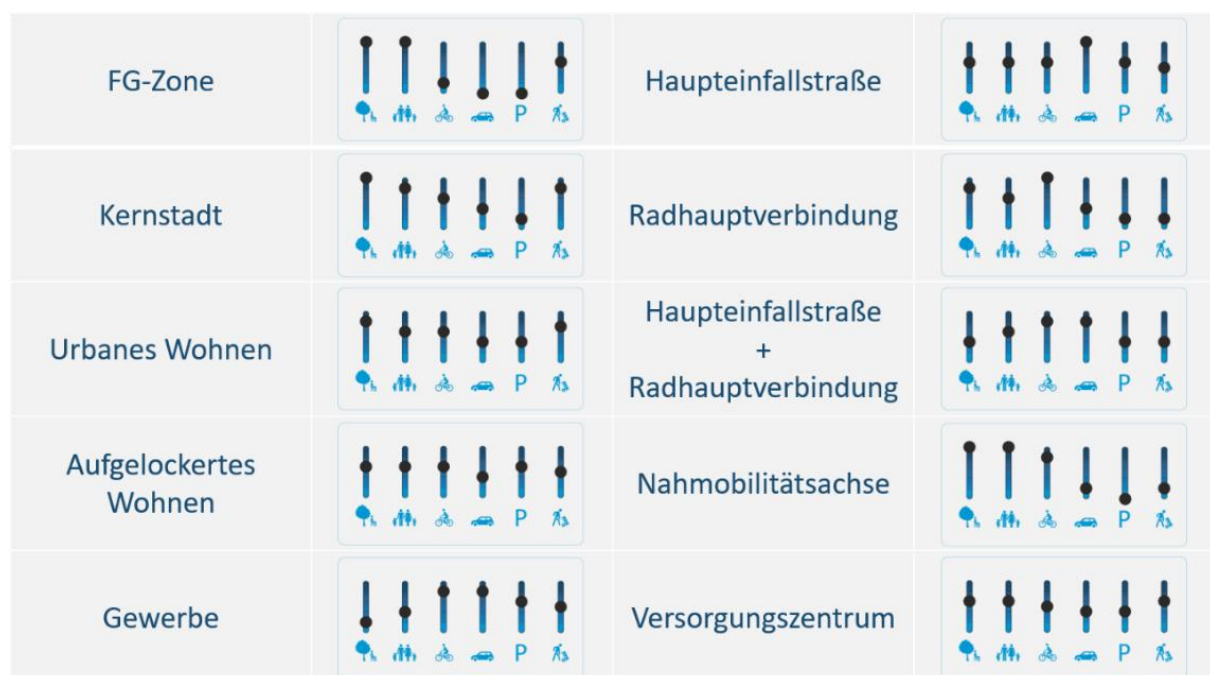 FG-Zone
P
Haupteinfallstraße
P
Kernstadt
P
Radhauptverbindung
P
Urbanes Wohnen
P
Haupteinfallstraße
+
Radhauptverbindung
P
Aufgelockertes
Wohnen
P
Nahmobilitätsachse
P
Gewerbe
P
Versorgungszentrum
P